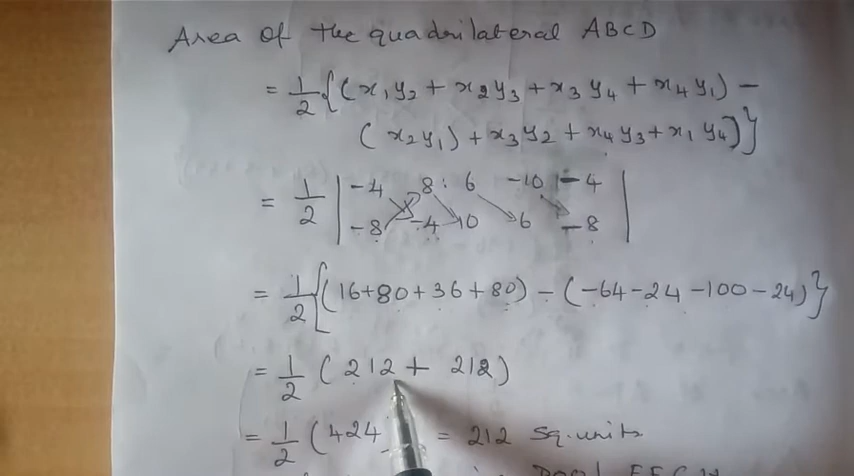 Area of the quadrilateral ABCD
= 1/2 {(x₁y₂ + x₂y₃ + x₃y₄ + x₄y₁) −
(x₂y₁) + x₃y₂ + x₄y₃ + x₁y₄)}
= 1/2 | −4 8 6 −10 −4 |
| −8 −4 10 6 −8 |
= 1/2 {(16+80+36+80) − (−64−24−100−24)}
= 1/2 (212 + 212)
= 1/2 (424 = 212 sq.units